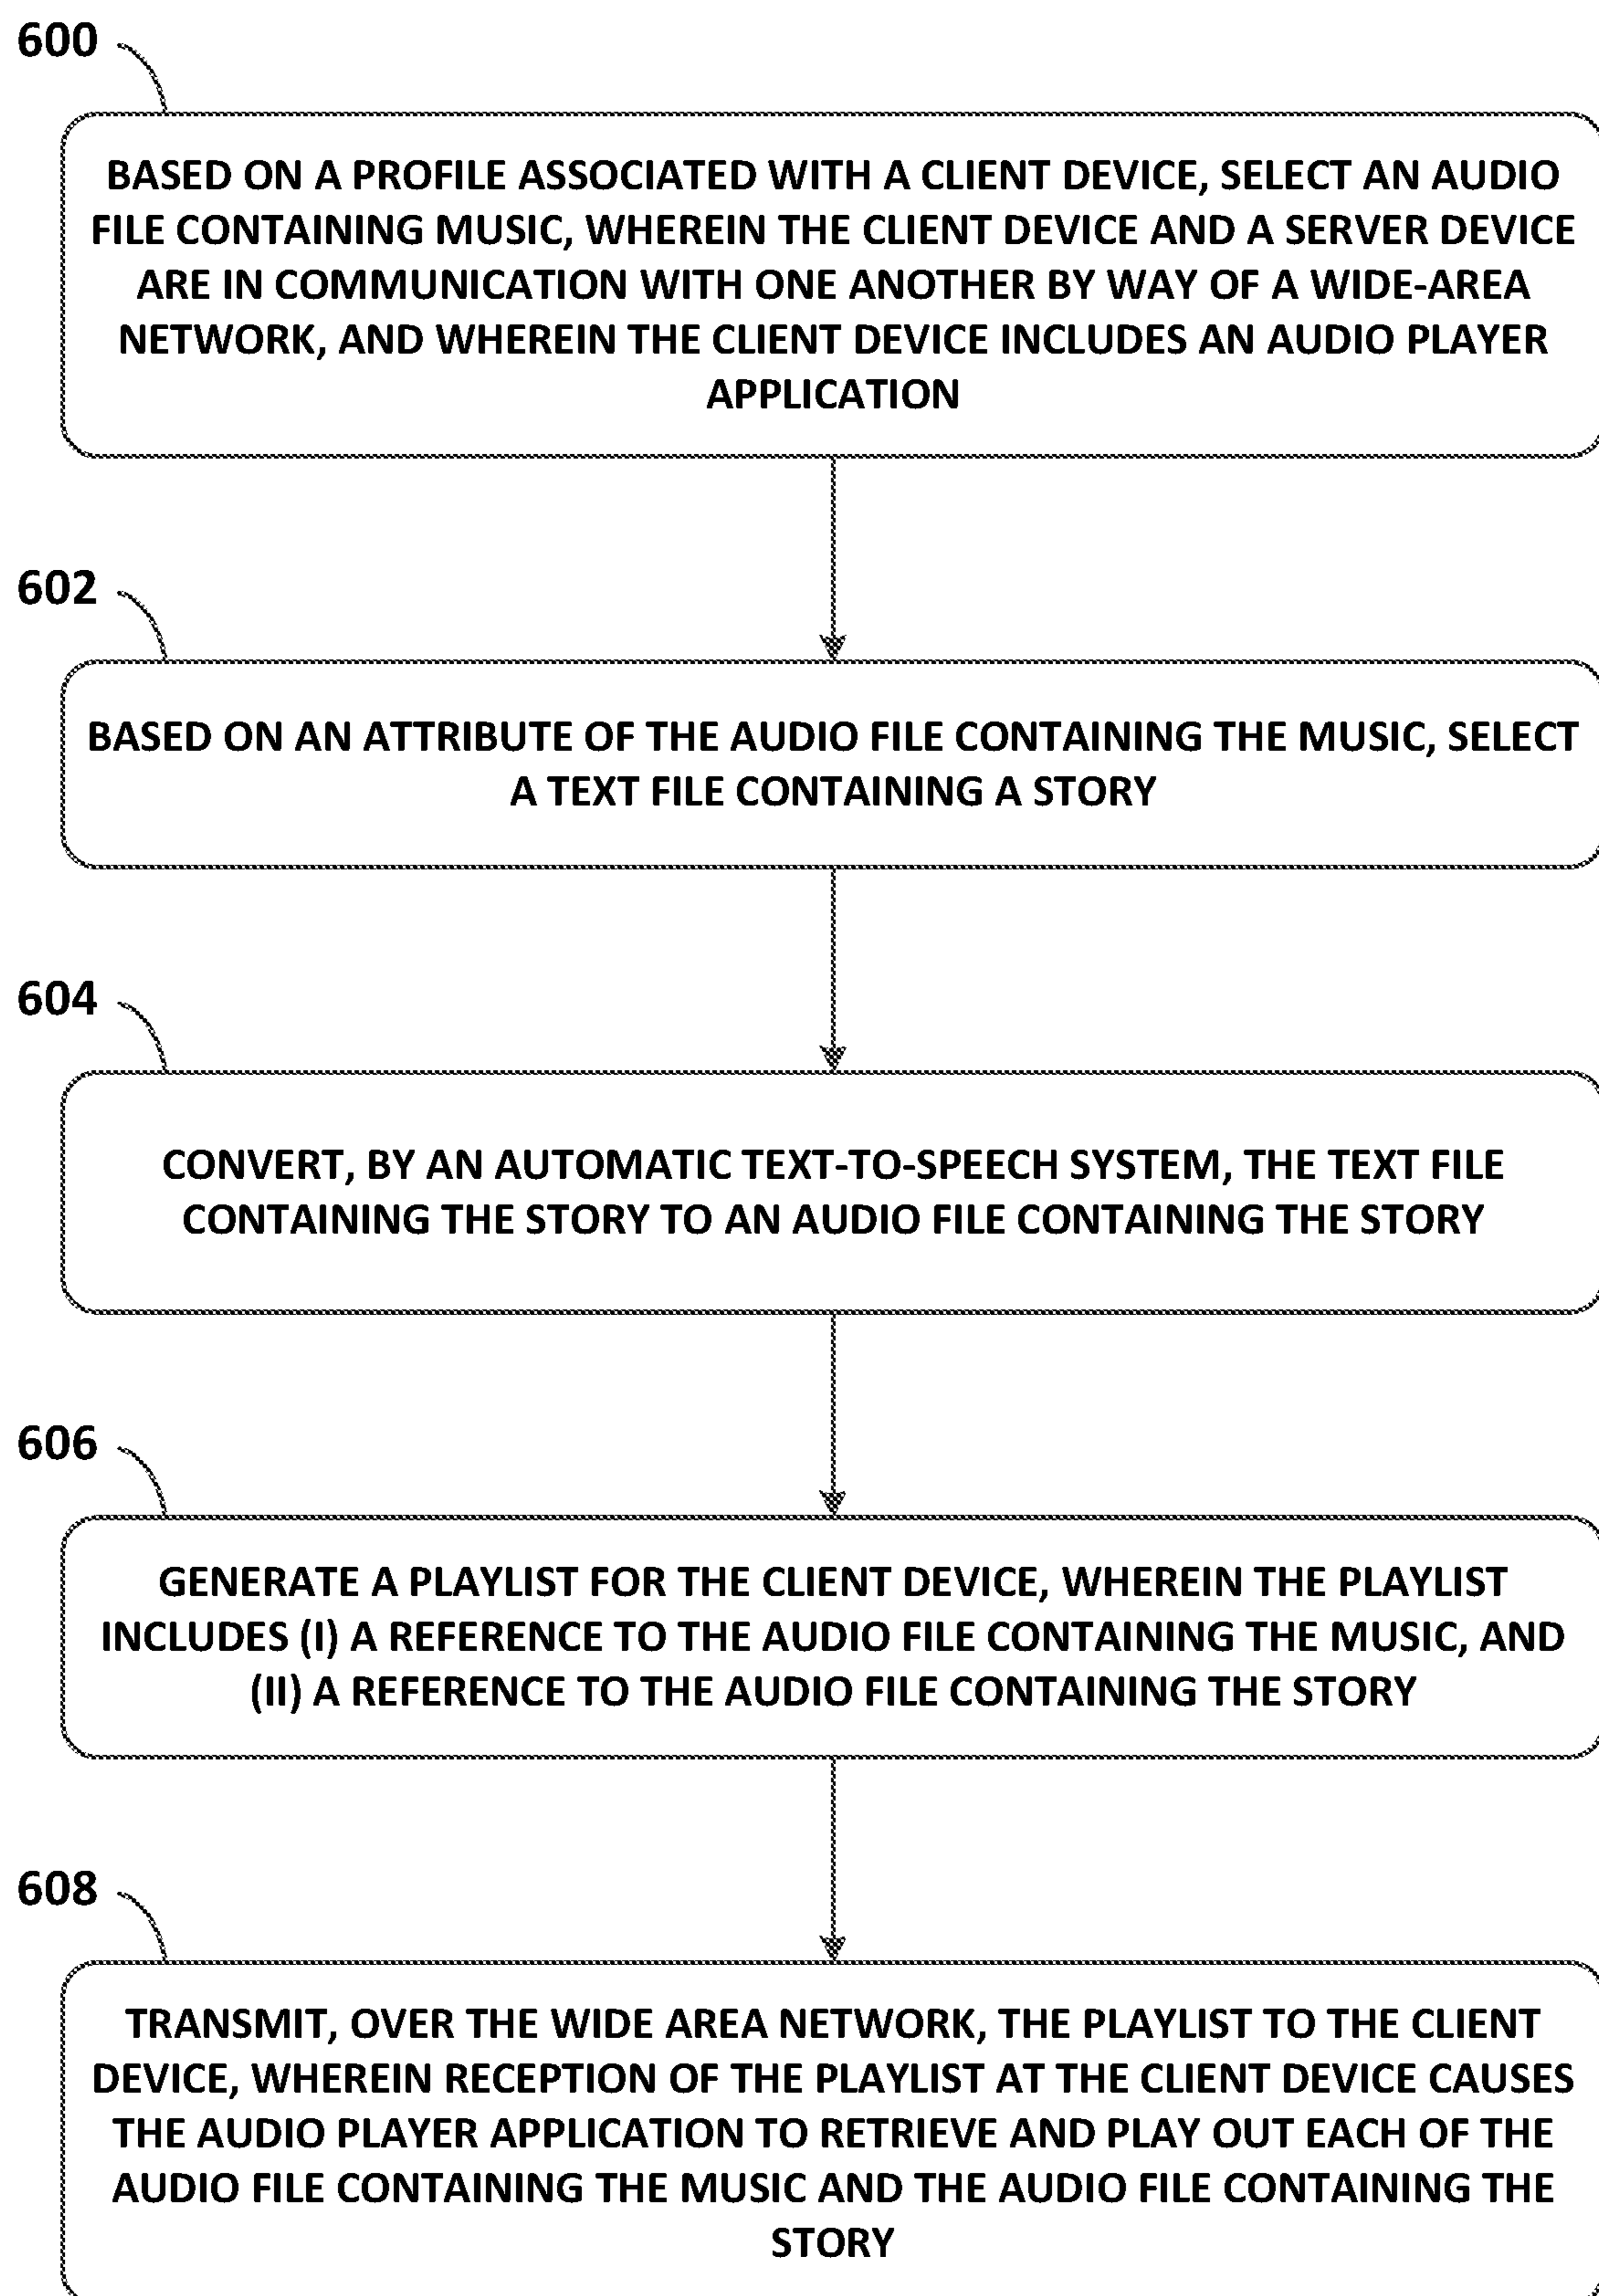 600
BASED ON A PROFILE ASSOCIATED WITH A CLIENT DEVICE, SELECT AN AUDIO
FILE CONTAINING MUSIC, WHEREIN THE CLIENT DEVICE AND A SERVER DEVICE
ARE IN COMMUNICATION WITH ONE ANOTHER BY WAY OF A WIDE-AREA
NETWORK, AND WHEREIN THE CLIENT DEVICE INCLUDES AN AUDIO PLAYER
APPLICATION
602
BASED ON AN ATTRIBUTE OF THE AUDIO FILE CONTAINING THE MUSIC, SELECT
A TEXT FILE CONTAINING A STORY
604
CONVERT, BY AN AUTOMATIC TEXT-TO-SPEECH SYSTEM, THE TEXT FILE
CONTAINING THE STORY TO AN AUDIO FILE CONTAINING THE STORY
606
GENERATE A PLAYLIST FOR THE CLIENT DEVICE, WHEREIN THE PLAYLIST
INCLUDES (I) A REFERENCE TO THE AUDIO FILE CONTAINING THE MUSIC, AND
(II) A REFERENCE TO THE AUDIO FILE CONTAINING THE STORY
608
TRANSMIT, OVER THE WIDE AREA NETWORK, THE PLAYLIST TO THE CLIENT
DEVICE, WHEREIN RECEPTION OF THE PLAYLIST AT THE CLIENT DEVICE CAUSES
THE AUDIO PLAYER APPLICATION TO RETRIEVE AND PLAY OUT EACH OF THE
AUDIO FILE CONTAINING THE MUSIC AND THE AUDIO FILE CONTAINING THE
STORY